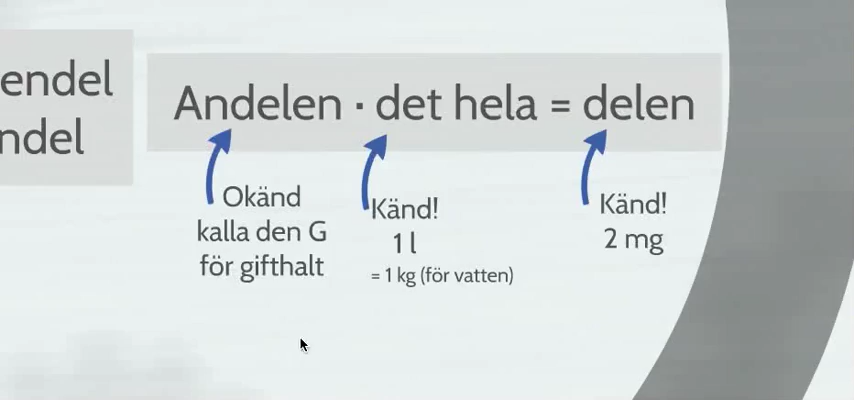 endel
ndel
Andelen · det hela = delen
Okänd
kalla den G
för gifthalt
Känd!
1 l
= 1 kg (för vatten)
Känd!
2 mg